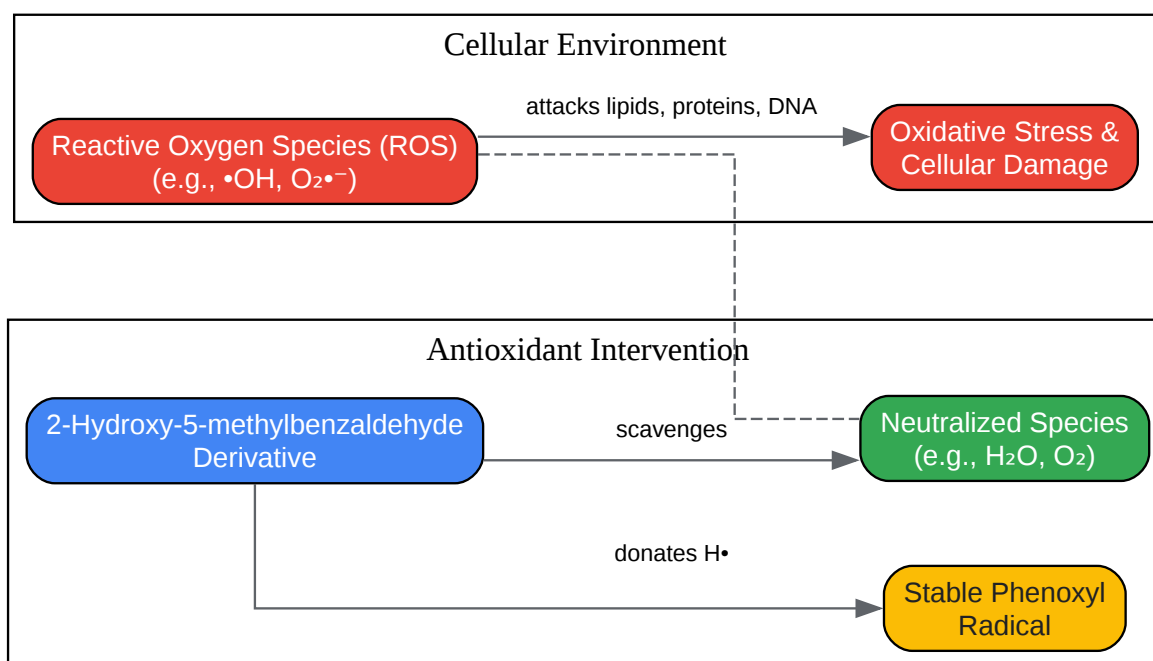 Cellular Environment
attacks lipids, proteins, DNA
Reactive Oxygen Species (ROS)
(e.g., •OH, O₂•⁻)
Oxidative Stress &
Cellular Damage
Antioxidant Intervention
2-Hydroxy-5-methylbenzaldehyde
Derivative
scavenges
Neutralized Species
(e.g., H₂O, O₂)
donates H•
Stable Phenoxyl
Radical